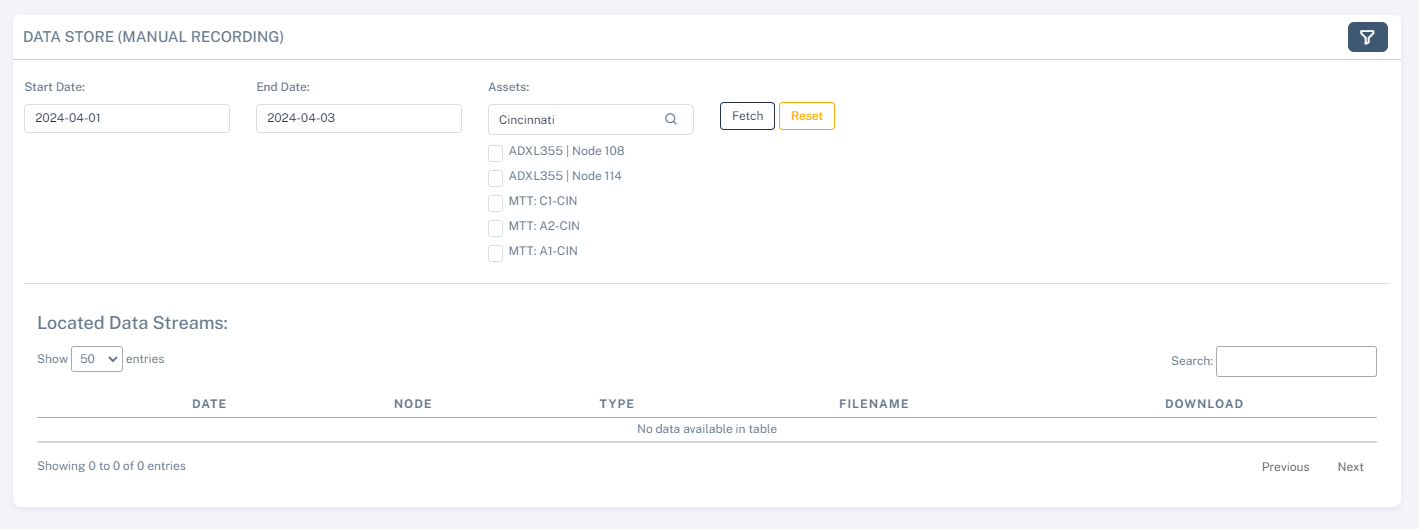 DATA STORE (MANUAL RECORDING)
Start Date: End Date: Assets:
2024-04-01 2024-04-03 Cincinnati Fetch Reset
ADXL355 | Node 108
ADXL355 | Node 114
MTT: C1-CIN
MTT: A2-CIN
MTT: A1-CIN
Located Data Streams:
Show 50 entries Search:
DATE NODE TYPE FILENAME DOWNLOAD
No data available in table
Showing 0 to 0 of 0 entries Previous Next